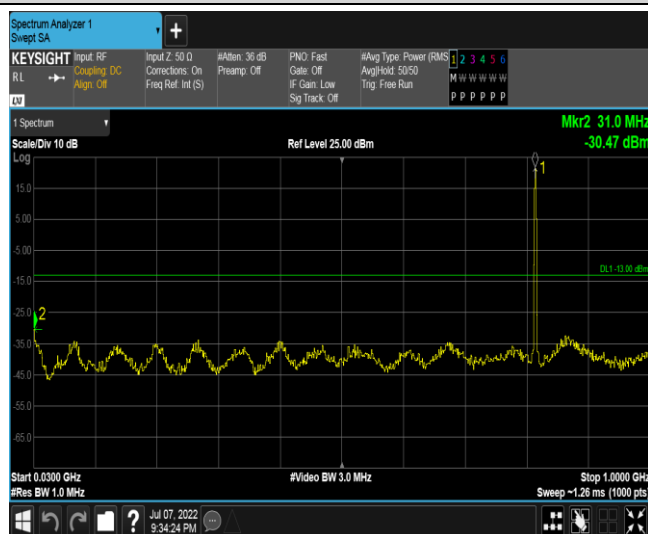 Spectrum Analyzer 1
Swept SA
+
KEYSIGHT Input: RF Input Z: 50 Ω #Atten: 36 dB PNO: Fast #Avg Type: Power (RMS 1 2 3 4 5 6
R L Coupling: DC Corrections: On Preamp: Off Gate: Off Avg|Hold: 50/50 M W W W W W
Align: Off Freq Ref: Int (S) IF Gain: Low Trig: Free Run
LXI Sig Track: Off P P P P P P
1 Spectrum Mkr2 31.0 MHz
Scale/Div 10 dB Ref Level 25.00 dBm -30.47 dBm
Log
1
15.0
5.00
-5.00
DL1 -13.00 dBm
-15.0
-25.0
2
-35.0
-45.0
-55.0
-65.0
Start 0.0300 GHz #Video BW 3.0 MHz Stop 1.0000 GHz
#Res BW 1.0 MHz Sweep ~1.26 ms (1000 pts)
? Jul 07, 2022
9:34:24 PM